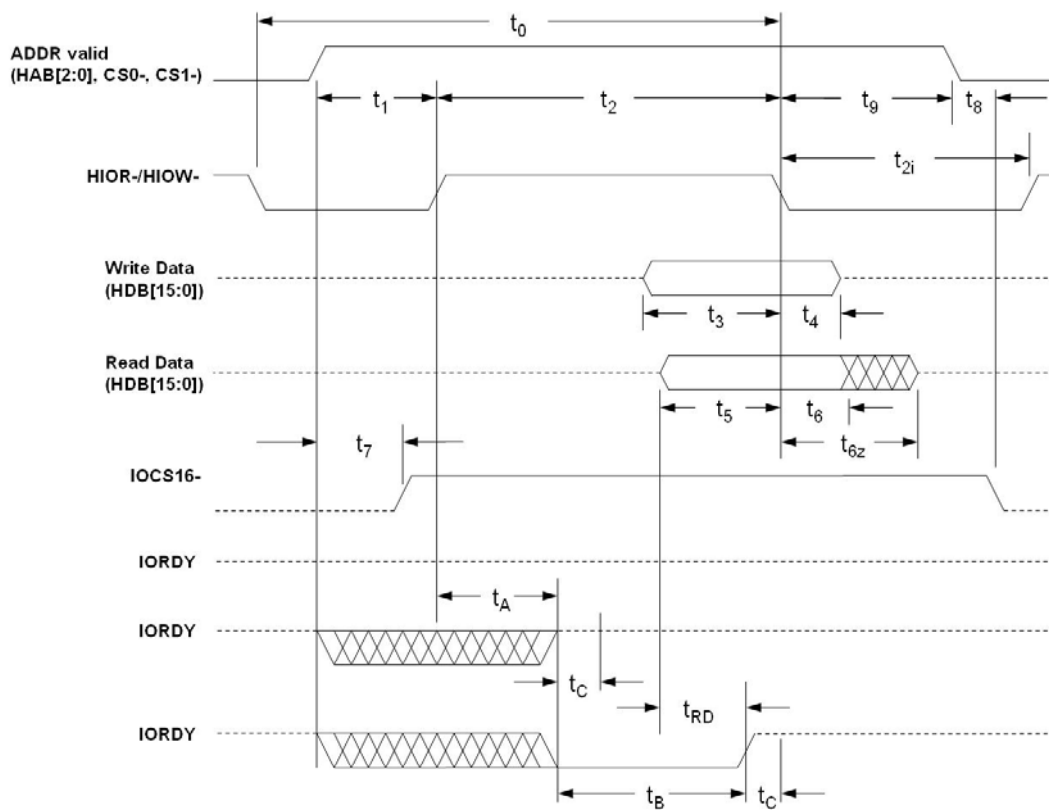 t0
ADDR valid
(HAB[2:0], CS0-, CS1-)
t1
t2
t9
t8
t2i
HIOR-/HIOW-
Write Data
(HDB[15:0])
t3
t4
Read Data
(HDB[15:0])
t5
t6
t7
t6z
IOCS16-
IORDY
tA
IORDY
tC
tRD
IORDY
tB
tC